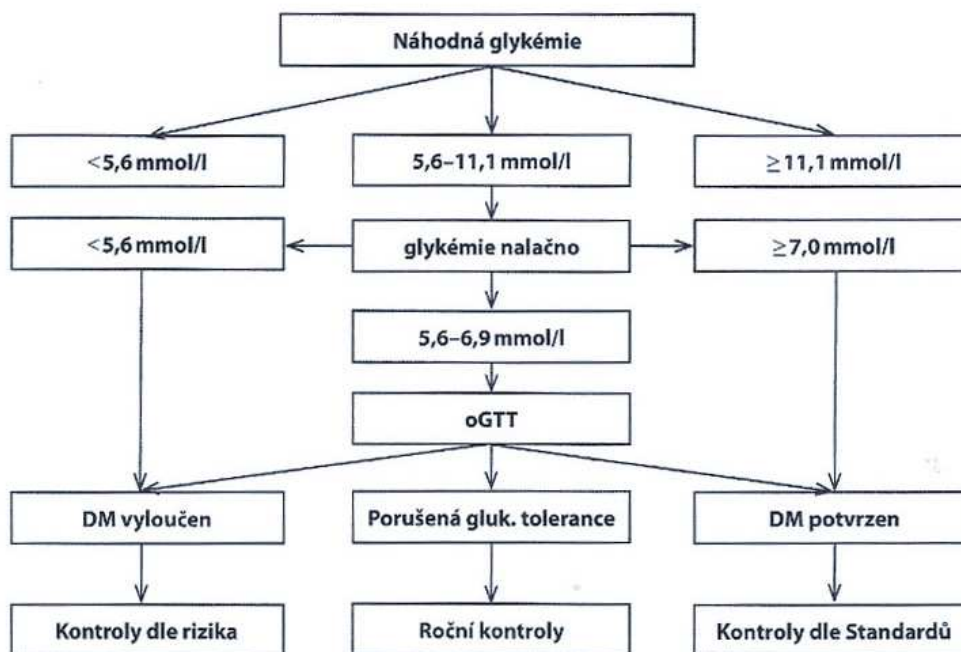 Náhodná glykémie
<5,6 mmol/l
5,6–11,1 mmol/l
≥11,1 mmol/l
<5,6 mmol/l
glykémie nalačno
≥7,0 mmol/l
5,6–6,9 mmol/l
oGTT
DM vyloučen
Porušená gluk. tolerance
DM potvrzen
Kontroly dle rizika
Roční kontroly
Kontroly dle Standardů